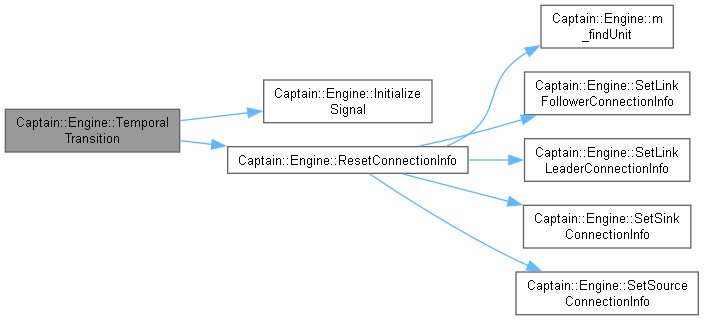 Captain::Engine::Temporal
Transition
Captain::Engine::Initialize
Signal
Captain::Engine::ResetConnectionInfo
Captain::Engine::m
_findUnit
Captain::Engine::SetLink
FollowerConnectionInfo
Captain::Engine::SetLink
LeaderConnectionInfo
Captain::Engine::SetSink
ConnectionInfo
Captain::Engine::SetSource
ConnectionInfo